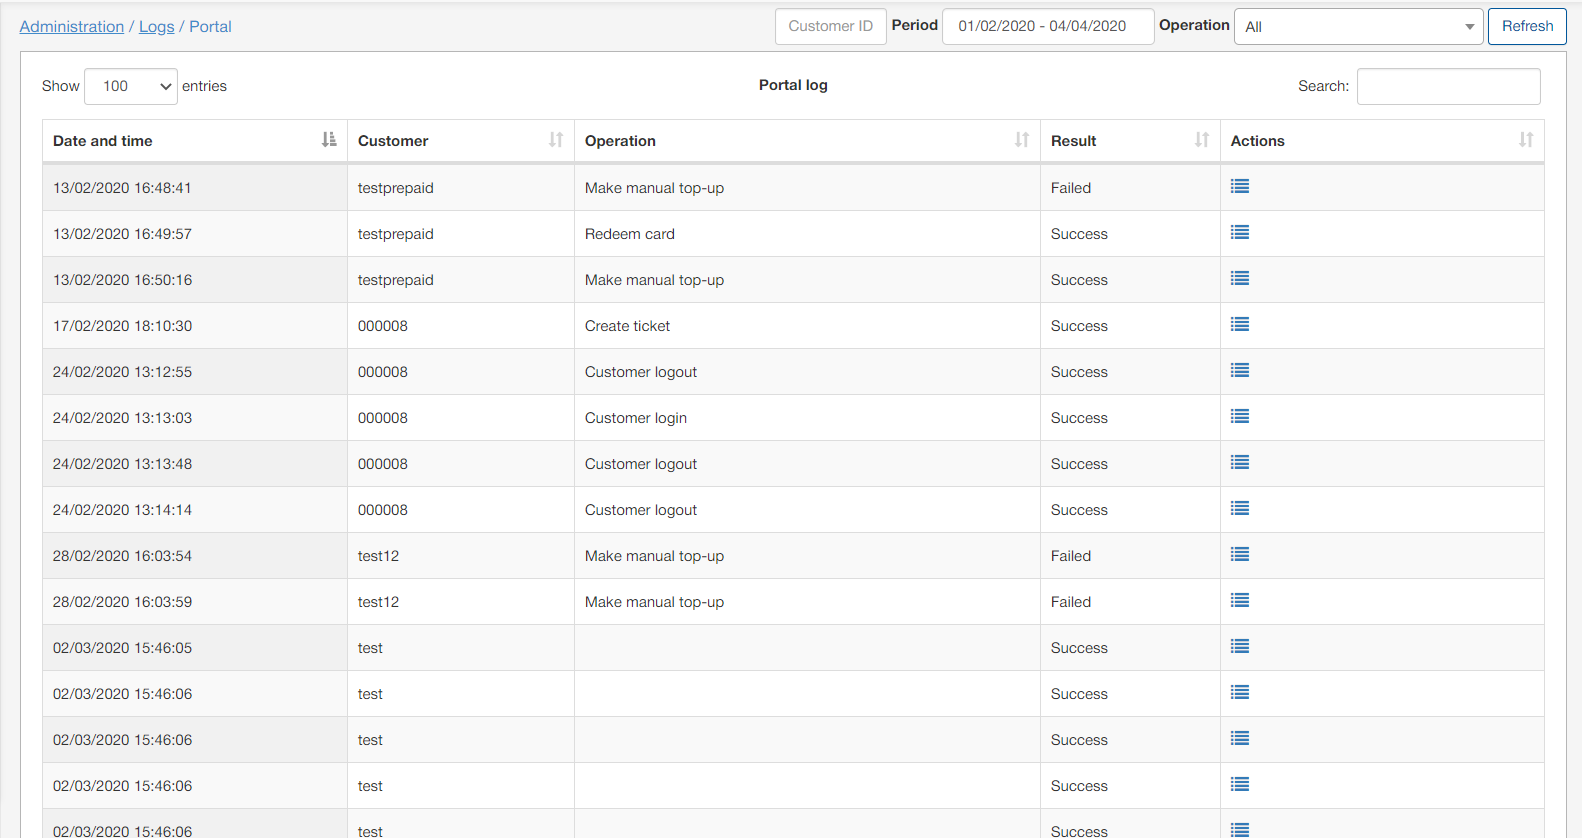 Administration / Logs / Portal Customer ID Period 01/02/2020 - 04/04/2020 Operation All Refresh
Show 100 entries Portal log Search:
Date and time Customer Operation Result Actions
13/02/2020 16:48:41 testprepaid Make manual top-up Failed
13/02/2020 16:49:57 testprepaid Redeem card Success
13/02/2020 16:50:16 testprepaid Make manual top-up Success
17/02/2020 18:10:30 000008 Create ticket Success
24/02/2020 13:12:55 000008 Customer logout Success
24/02/2020 13:13:03 000008 Customer login Success
24/02/2020 13:13:48 000008 Customer logout Success
24/02/2020 13:14:14 000008 Customer logout Success
28/02/2020 16:03:54 test12 Make manual top-up Failed
28/02/2020 16:03:59 test12 Make manual top-up Failed
02/03/2020 15:46:05 test Success
02/03/2020 15:46:06 test Success
02/03/2020 15:46:06 test Success
02/03/2020 15:46:06 test Success
02/03/2020 15:46:06 test Success